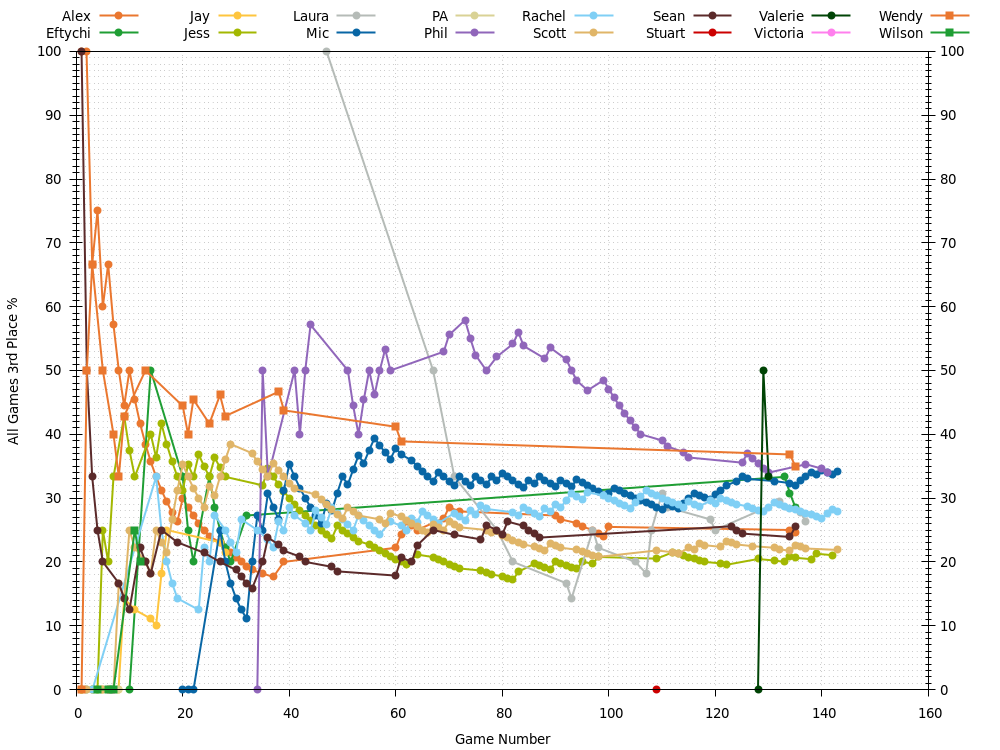 Alex Jay Laura PA Rachel Sean Valerie Wendy
Eftychi Jess Mic Phil Scott Stuart Victoria Wilson
100 100
90 90
80 80
70 70
60 60
50 50
40 40
30 30
20 20
10 10
0 0
All Games 3rd Place %
0 20 40 60 80 100 120 140 160
Game Number